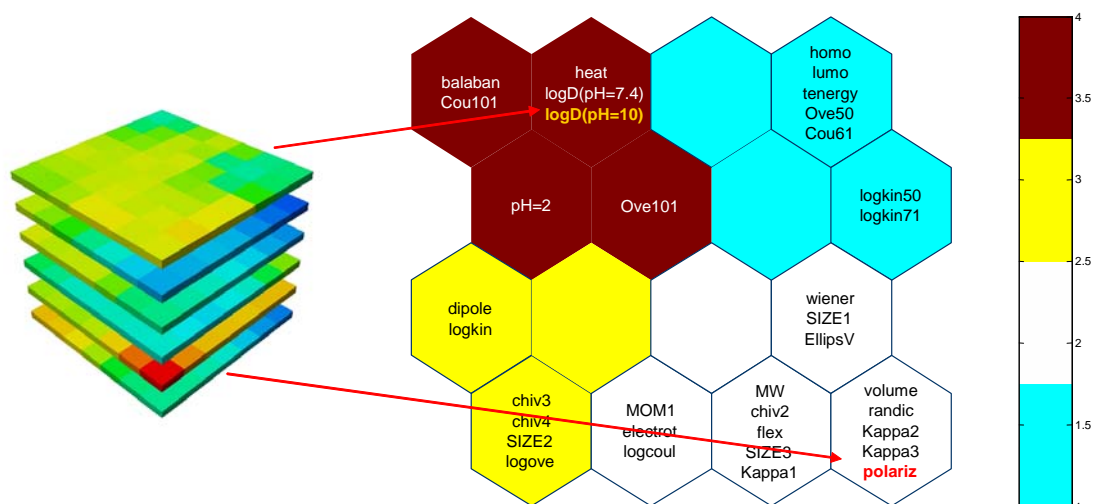 balaban
Cou101
heat
logD(pH=7.4)
logD(pH=10)
homo
lumo
tenergy
Ove50
Cou61
pH=2
Ove101
logkin50
logkin71
dipole
logkin
wiener
SIZE1
EllipsV
chiv3
chiv4
SIZE2
logove
MOM1
electrot
logcoul
MW
chiv2
flex
SIZE3
Kappa1
volume
randic
Kappa2
Kappa3
polariz
4
3.5
3
2.5
2
1.5